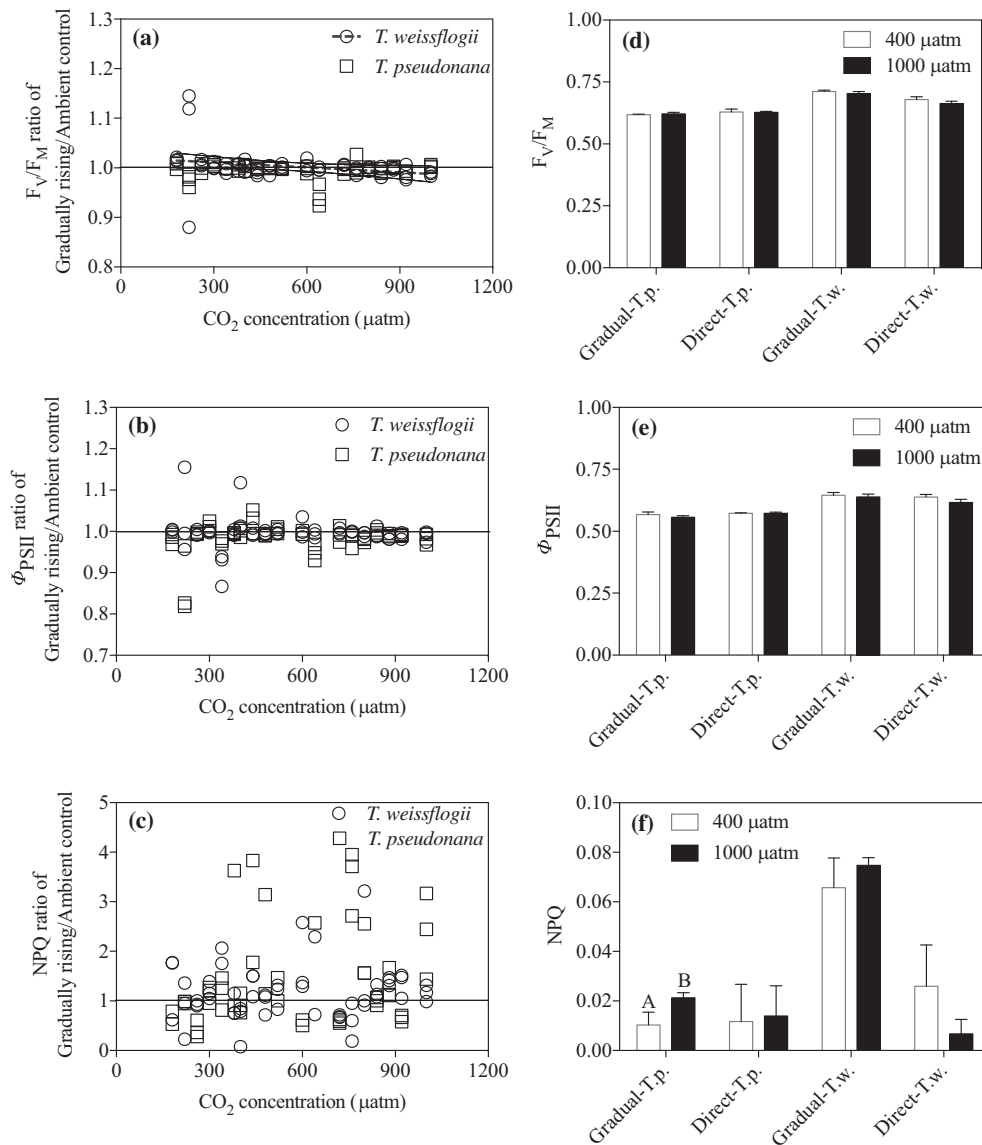 (a)
T. weissflogii
T. pseudonana
1.3
1.2
1.1
1.0
0.9
0.8
0
300
600
900
1200
CO2 concentration (µatm)
FV/FM ratio of
Gradually rising/Ambient control
(d)
400 µatm
1000 µatm
1.00
0.75
0.50
0.25
0.00
FV/FM
Gradual-T.p.
Direct-T.p.
Gradual-T.w.
Direct-T.w.
(b)
T. weissflogii
T. pseudonana
1.3
1.2
1.1
1.0
0.9
0.8
0.7
0
300
600
900
1200
CO2 concentration (µatm)
ΦPSII ratio of
Gradually rising/Ambient control
(e)
400 µatm
1000 µatm
1.00
0.75
0.50
0.25
0.00
ΦPSII
Gradual-T.p.
Direct-T.p.
Gradual-T.w.
Direct-T.w.
(c)
T. weissflogii
T. pseudonana
5
4
3
2
1
0
0
300
600
900
1200
CO2 concentration (µatm)
NPQ ratio of
Gradually rising/Ambient control
(f)
400 µatm
1000 µatm
0.10
0.08
0.06
0.04
0.02
0.00
NPQ
A
B
Gradual-T.p.
Direct-T.p.
Gradual-T.w.
Direct-T.w.